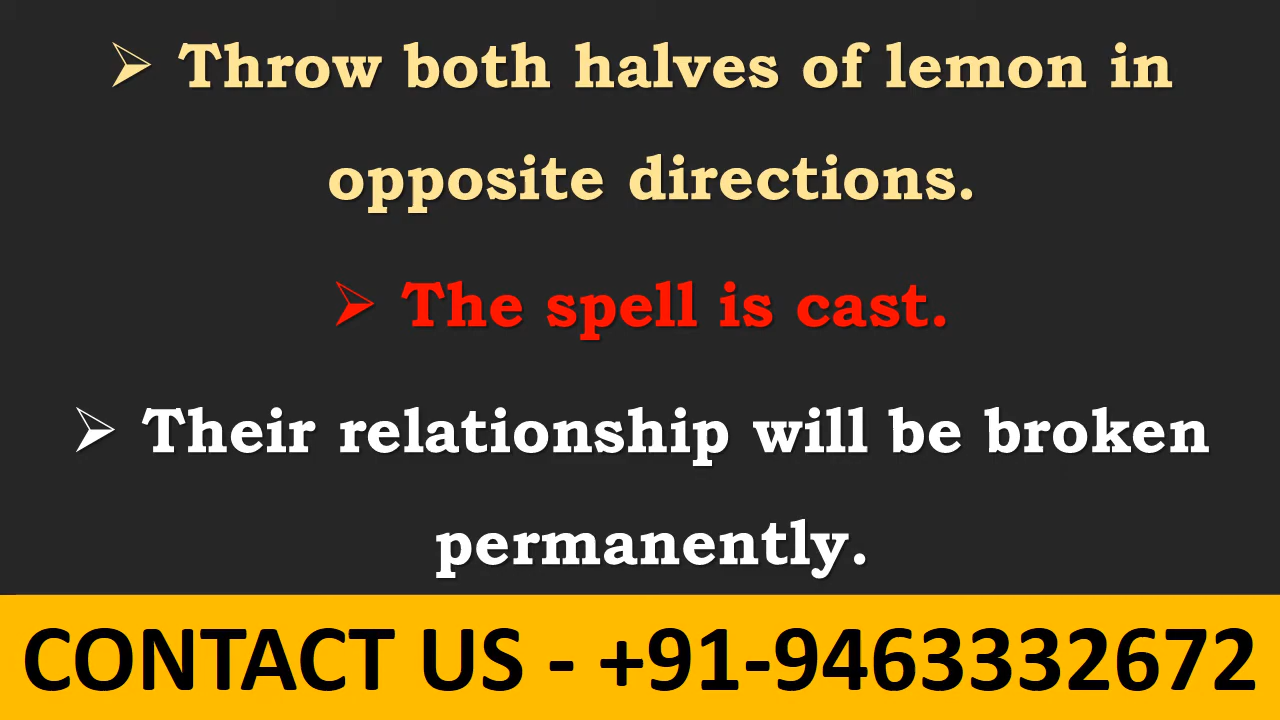 ➢ Throw both halves of lemon in
opposite directions.
➢ The spell is cast.
➢ Their relationship will be broken
permanently.
CONTACT US - +91-9463332672